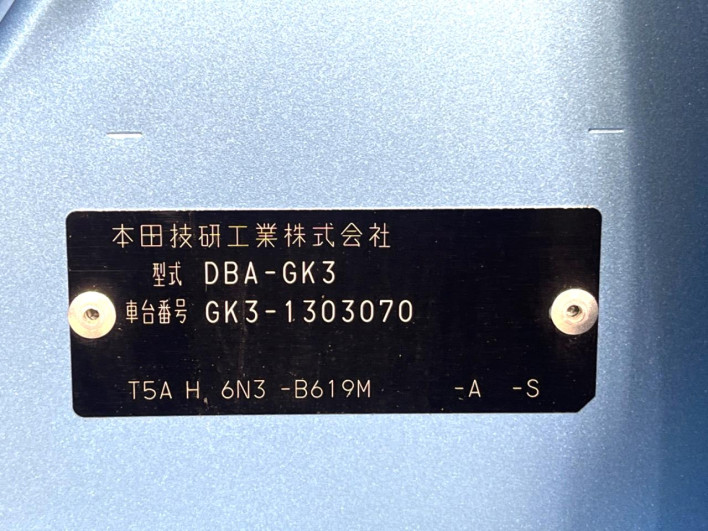 本田技研工業株式会社
型式 DBA-GK3
車台番号 GK3-1303070
T5A H 6N3 -B619M -A -S